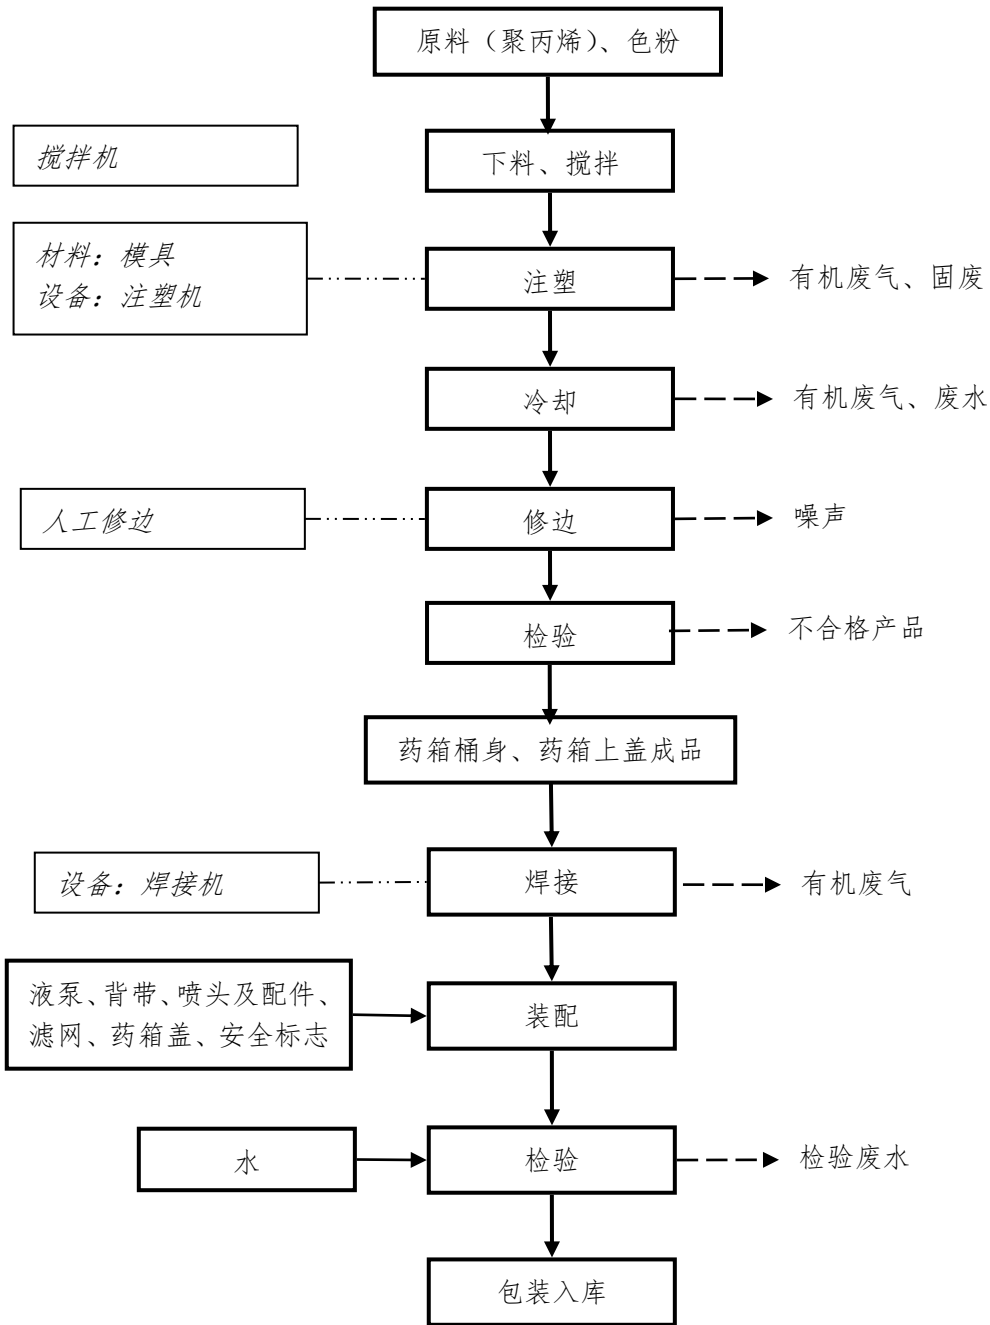 原料（聚丙烯）、色粉
搅拌机
下料、搅拌
材料：模具
设备：注塑机
注塑
有机废气、固废
冷却
有机废气、废水
人工修边
修边
噪声
检验
不合格产品
药箱桶身、药箱上盖成品
设备：焊接机
焊接
有机废气
液泵、背带、喷头及配件、
滤网、药箱盖、安全标志
装配
水
检验
检验废水
包装入库